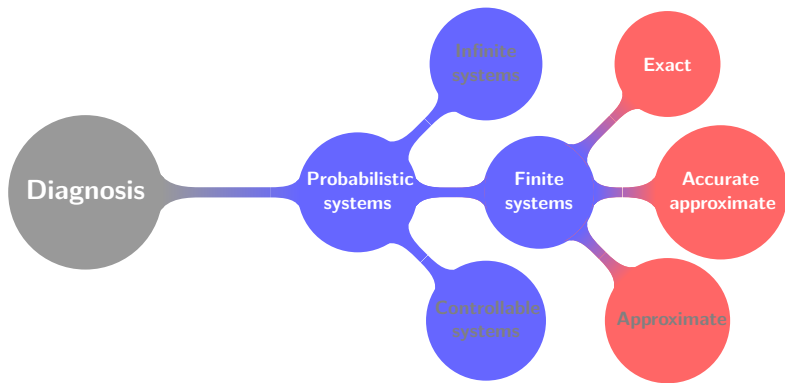 Diagnosis
Probabilistic
systems
Infinite
systems
Finite
systems
Controllable
systems
Exact
Accurate
approximate
Approximate